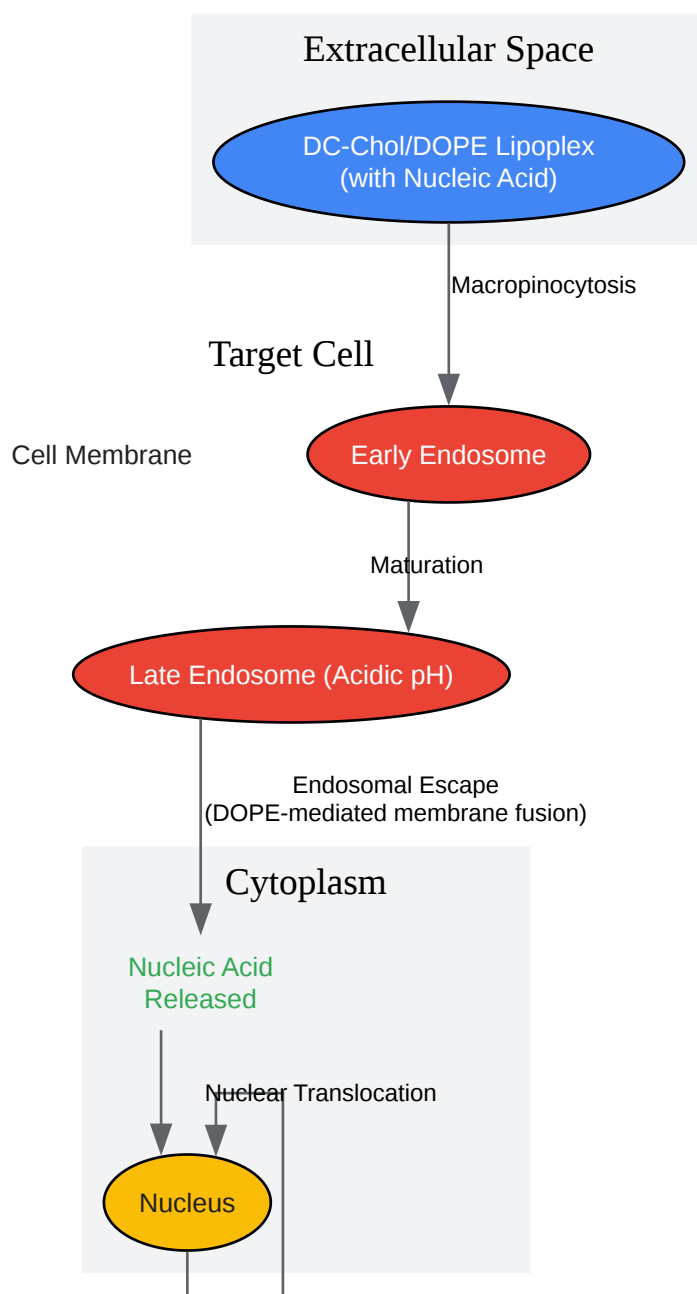 Extracellular Space
DC-Chol/DOPE Lipoplex
(with Nucleic Acid)
Macropinocytosis
Target Cell
Cell Membrane
Early Endosome
Maturation
Late Endosome (Acidic pH)
Endosomal Escape
(DOPE-mediated membrane fusion)
Cytoplasm
Nucleic Acid
Released
Nuclear Translocation
Nucleus